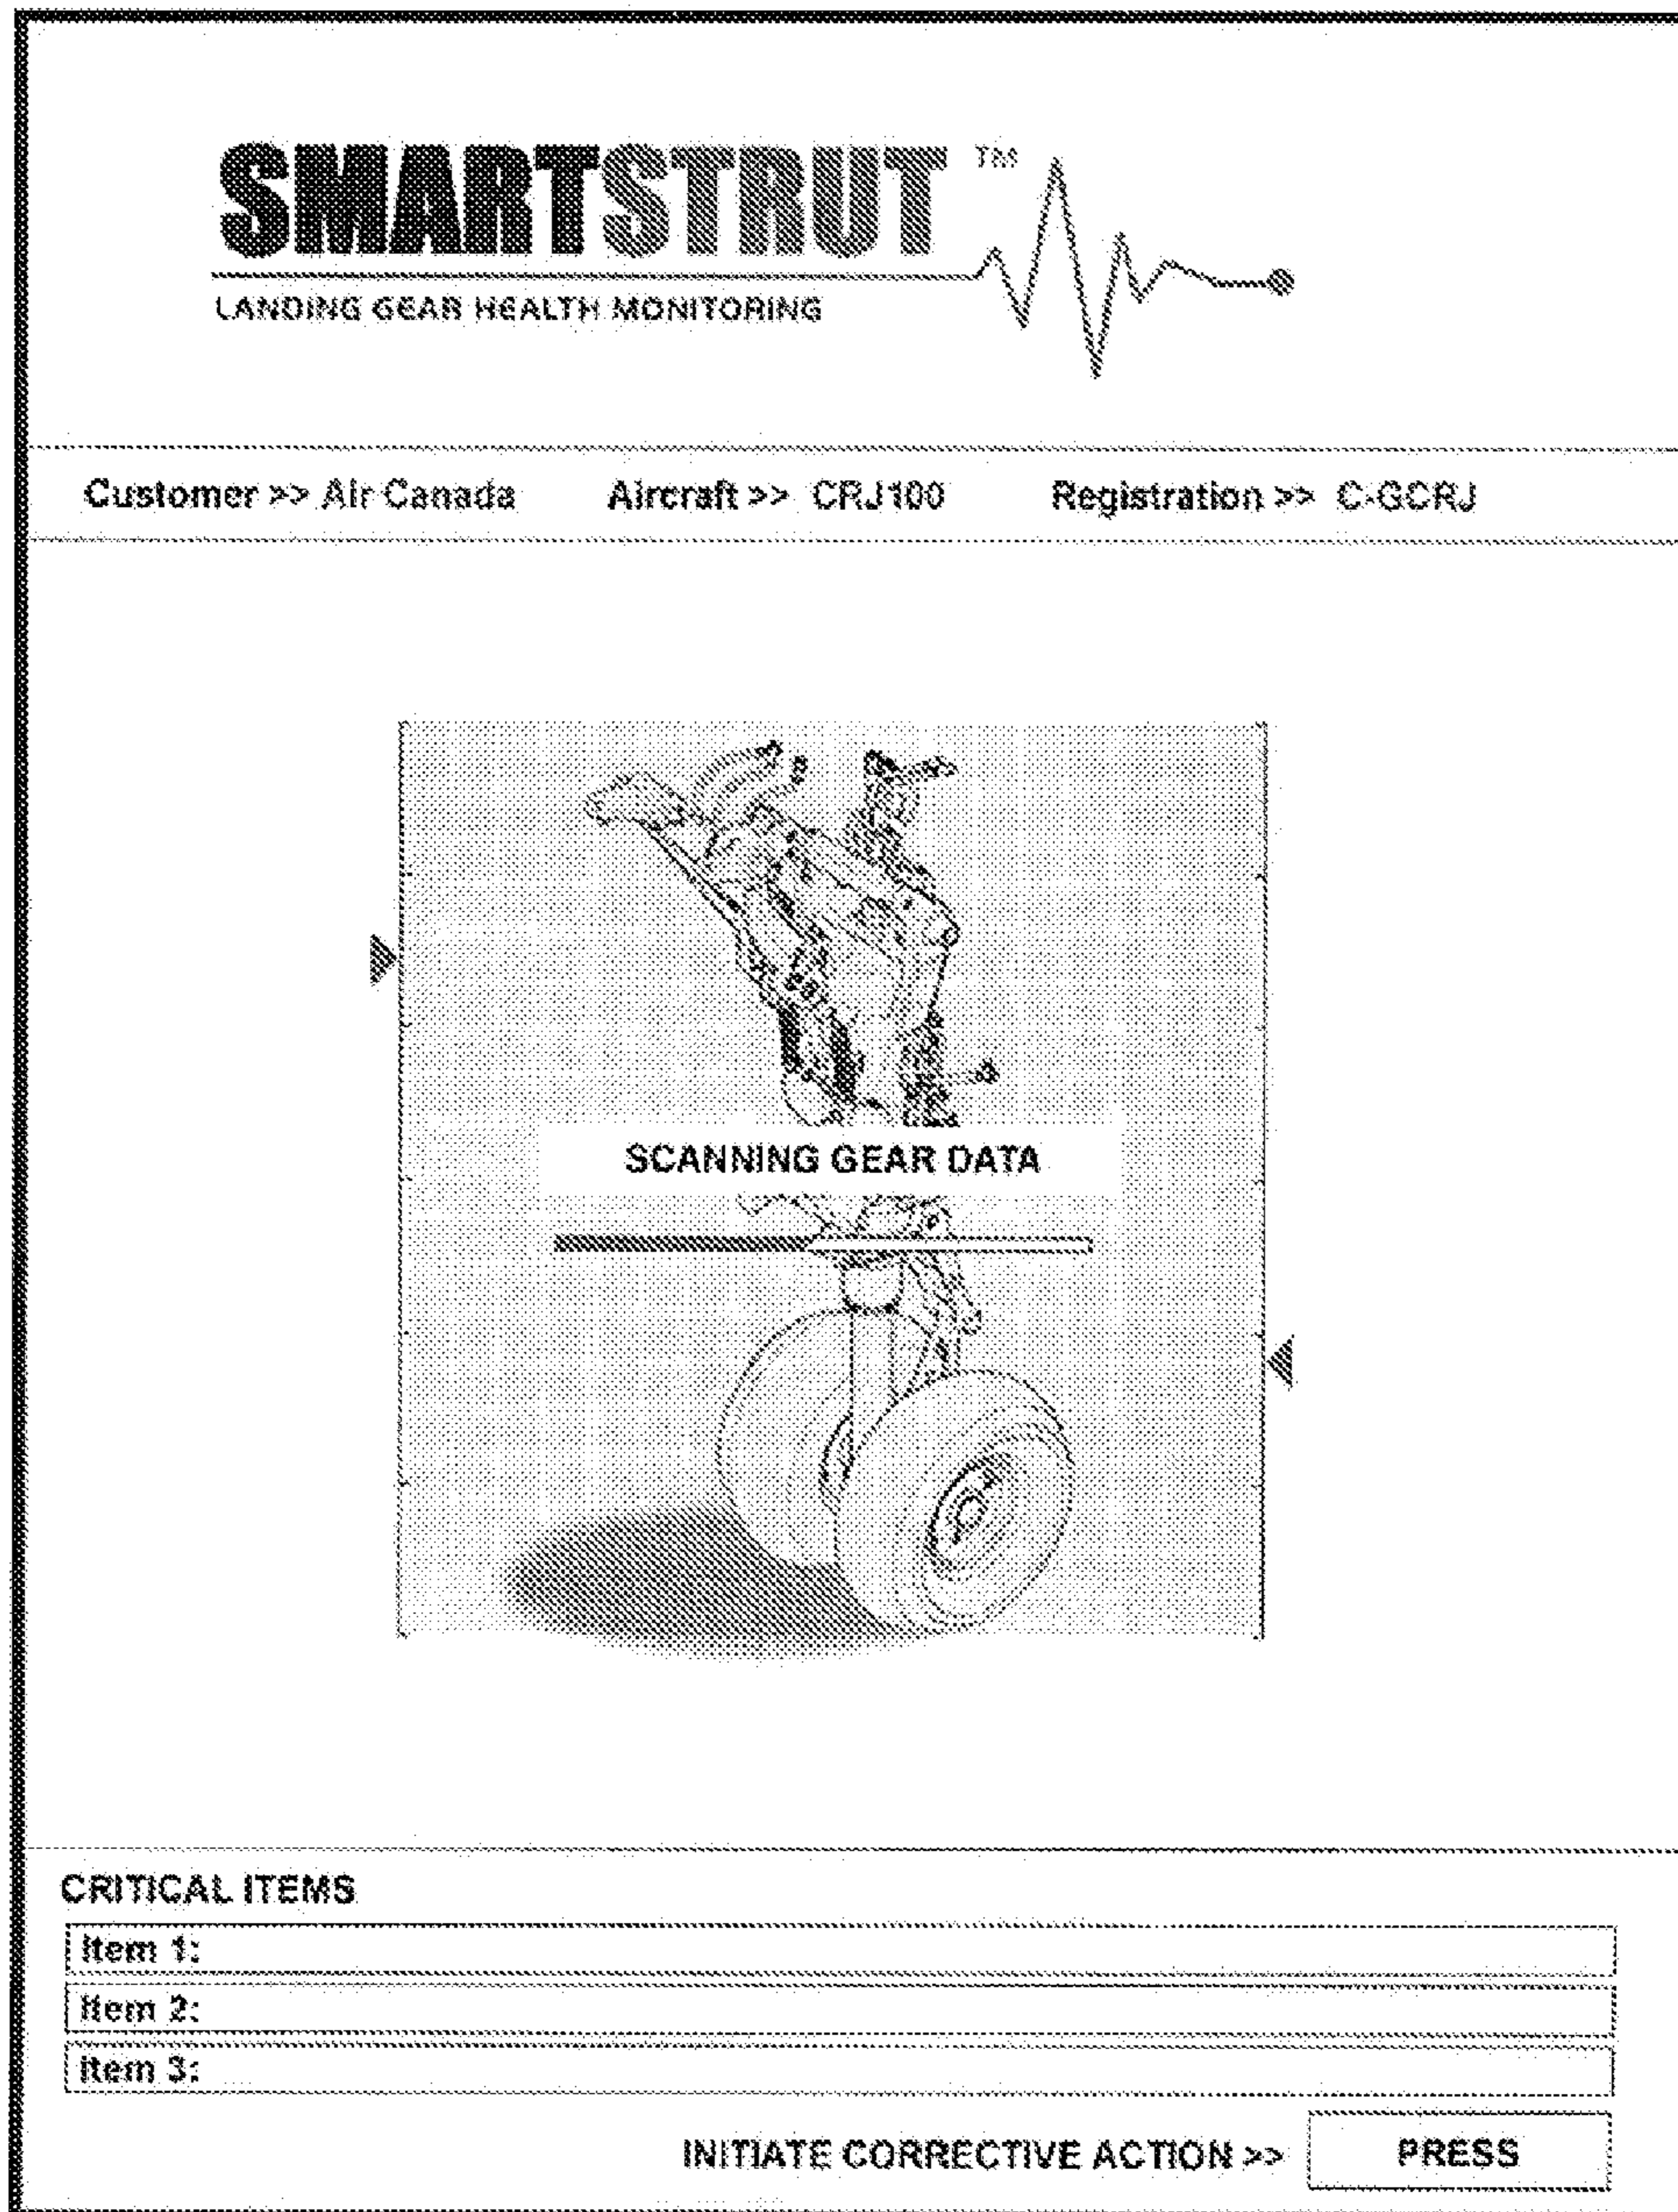 SMARTSTRUT TM
LANDING GEAR HEALTH MONITORING
Customer >> Air Canada Aircraft >> CRJ100 Registration >> C-GCRJ
SCANNING GEAR DATA
CRITICAL ITEMS
Item 1:
Item 2:
Item 3:
INITIATE CORRECTIVE ACTION >> PRESS